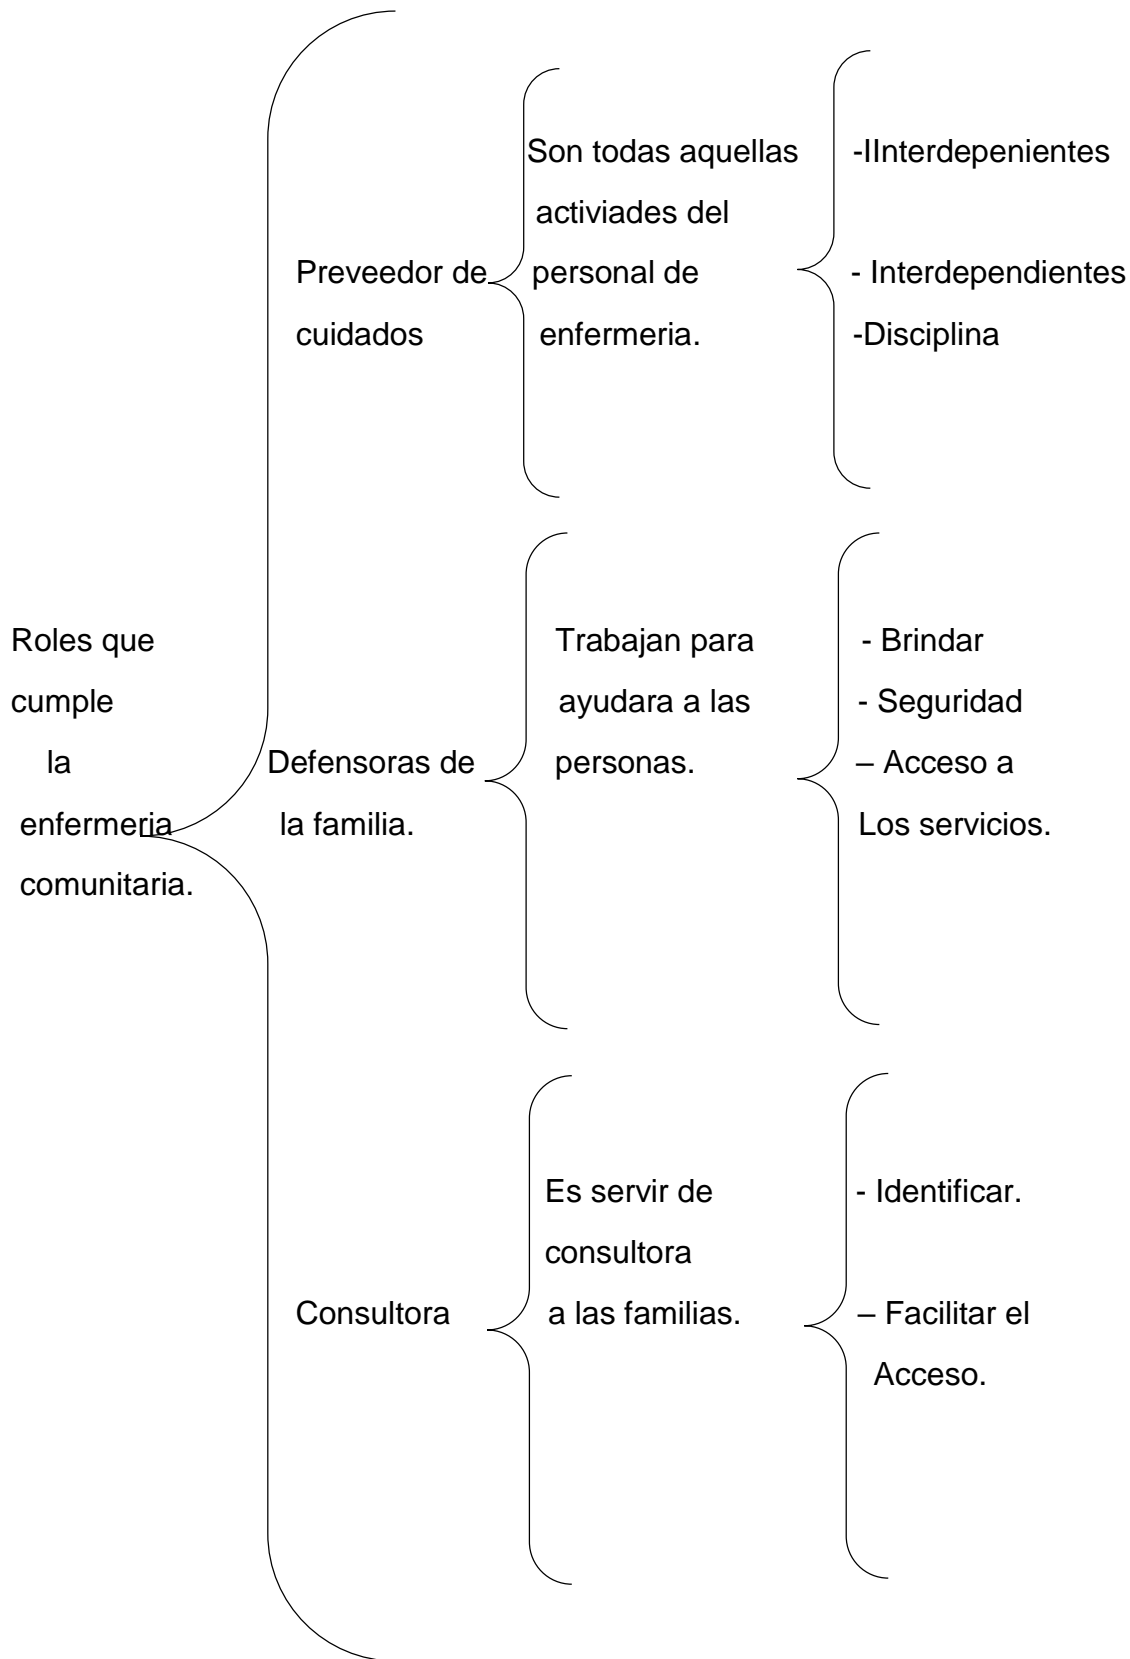 Roles que
cumple
la
enfermeria
comunitaria.
Preveedor de
cuidados
Son todas aquellas
activiades del
personal de
enfermeria.
-IInterdepenientes
- Interdependientes
-Disciplina
Defensoras de
la familia.
Trabajan para
ayudara a las
personas.
- Brindar
- Seguridad
– Acceso a
Los servicios.
Consultora
Es servir de
consultora
a las familias.
- Identificar.
– Facilitar el
Acceso.